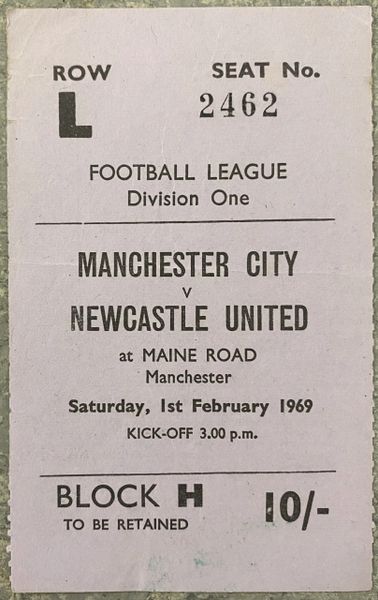 ROW SEAT No.
L 2462
FOOTBALL LEAGUE
Division One
MANCHESTER CITY
v
NEWCASTLE UNITED
at MAINE ROAD
Manchester
Saturday, 1st February 1969
KICK-OFF 3.00 p.m.
BLOCK H 10/-
TO BE RETAINED